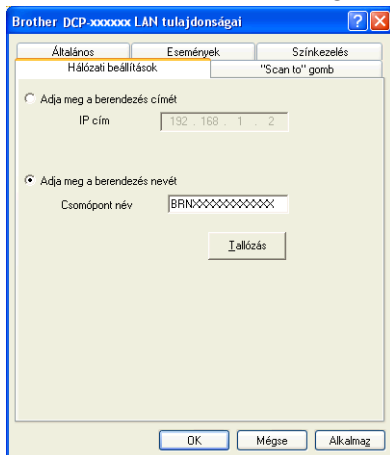 Brother DCP-xxxxxx LAN tulajdonságai
Általános Események Színkezelés
Hálózati beállítások "Scan to" gomb
Adja meg a berendezés címét
IP cím 192 . 168 . 1 . 2
Adja meg a berendezés nevét
Csomópont név BRNXXXXXXXXXXXX
Tallózás
OK Mégse Alkalmaz